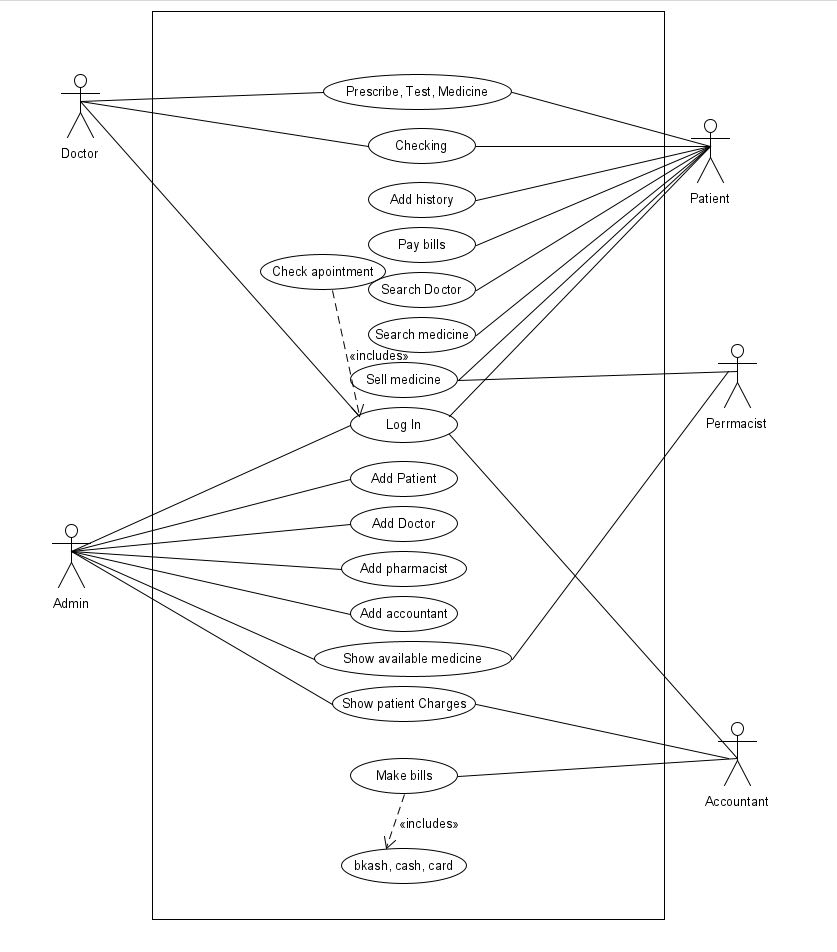 Prescribe, Test, Medicine
Doctor
Checking
Patient
Add history
Pay bills
Check apointment
Search Doctor
Search medicine
«includes»
Sell medicine
Perrmacist
Log In
Add Patient
Add Doctor
Add pharmacist
Admin
Add accountant
Show available medicine
Show patient Charges
Make bills
Accountant
«includes»
bkash, cash, card